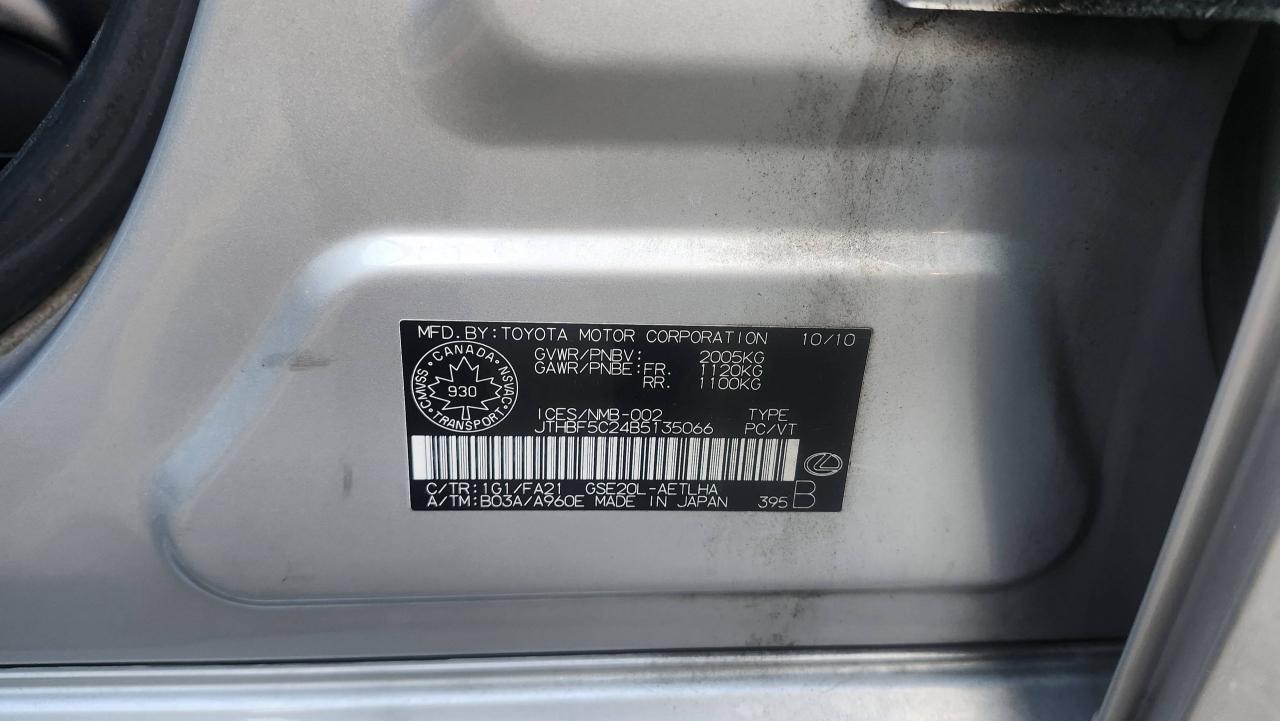 MFD.BY:TOYOTA MOTOR CORPORATION 10/10
GVWR/PNBV: 2005KG
GAWR/PNBE:FR. 1120KG
RR. 1100KG
CANADA
CMVSS 930 NSVAC
TRANSPORT
ICES/NMB-002 TYPE
JTHBF5C24B5135066 PC/VT
C/TR:1G1/FA21 GSE20L-AETLHA
A/TM:B03A/A960E MADE IN JAPAN 395 B